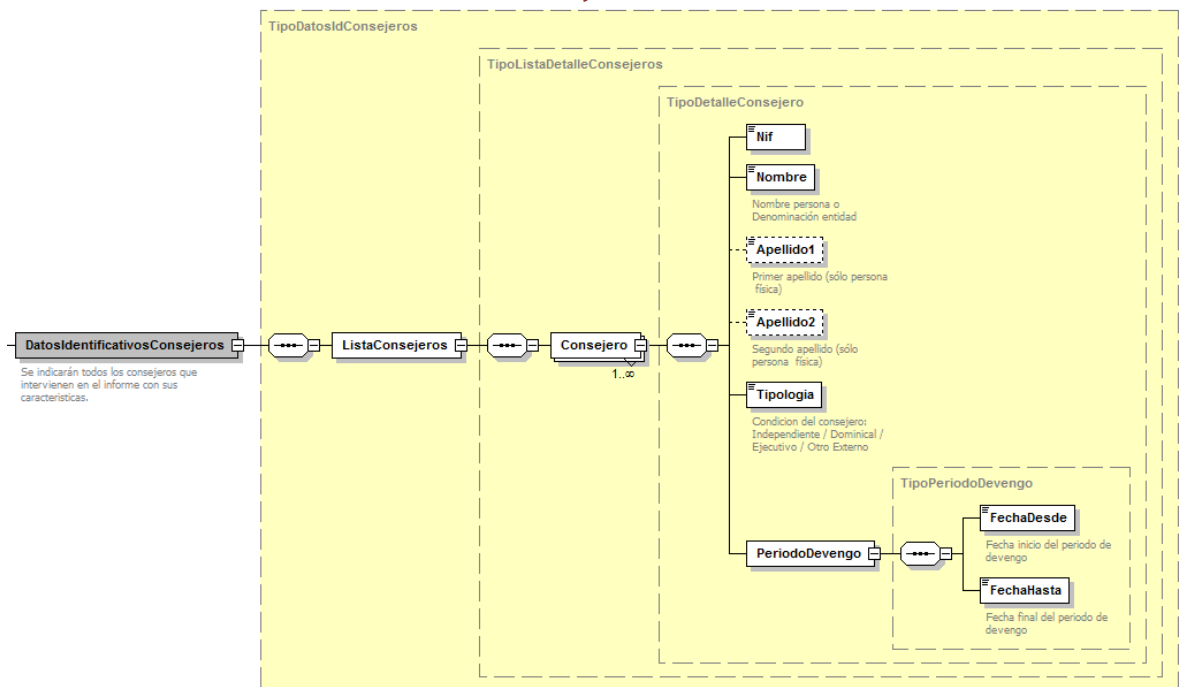 TipoDatosIdConsejeros
TipoListaDetalleConsejeros
TipoDetalleConsejero
Nif
Nombre
Nombre persona o
Denominación entidad
Apellido1
Primer apellido (sólo persona
física)
Apellido2
Segundo apellido (sólo
persona física)
DatosIdentificativosConsejeros
ListaConsejeros
Consejero
1..∞
Se indicarán todos los consejeros que
intervienen en el informe con sus
caracteristicas.
Tipologia
Condicion del consejero:
Independiente / Dominical /
Ejecutivo / Otro Externo
TipoPeriodoDevengo
FechaDesde
Fecha inicio del periodo de
devengo
PeriodoDevengo
FechaHasta
Fecha final del periodo de
devengo